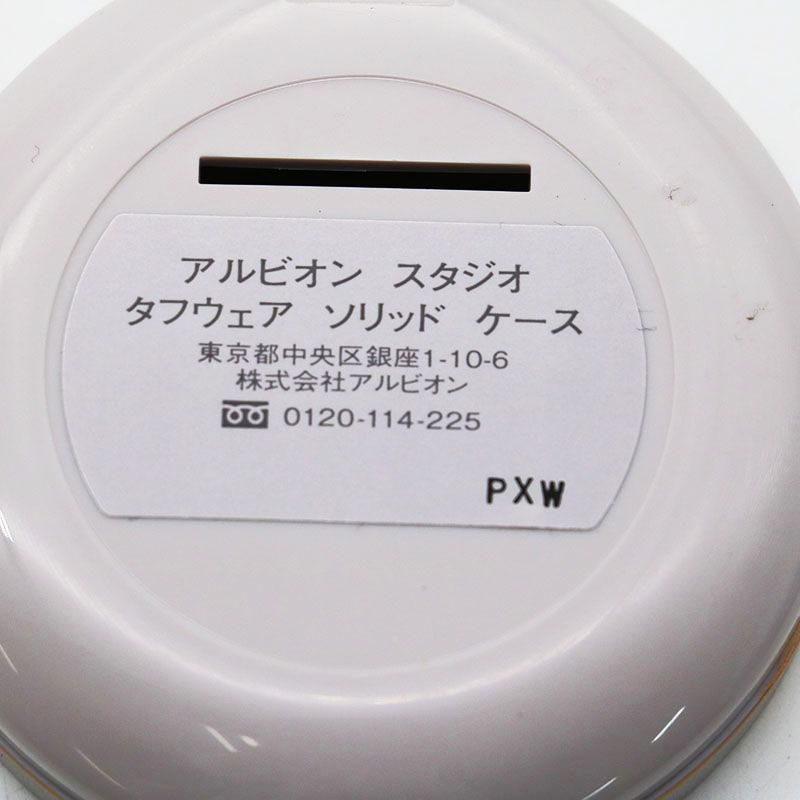 アルビオン スタジオ
タフウェア ソリッド ケース
東京都中央区銀座1-10-6
株式会社アルビオン
0120-114-225
PXW